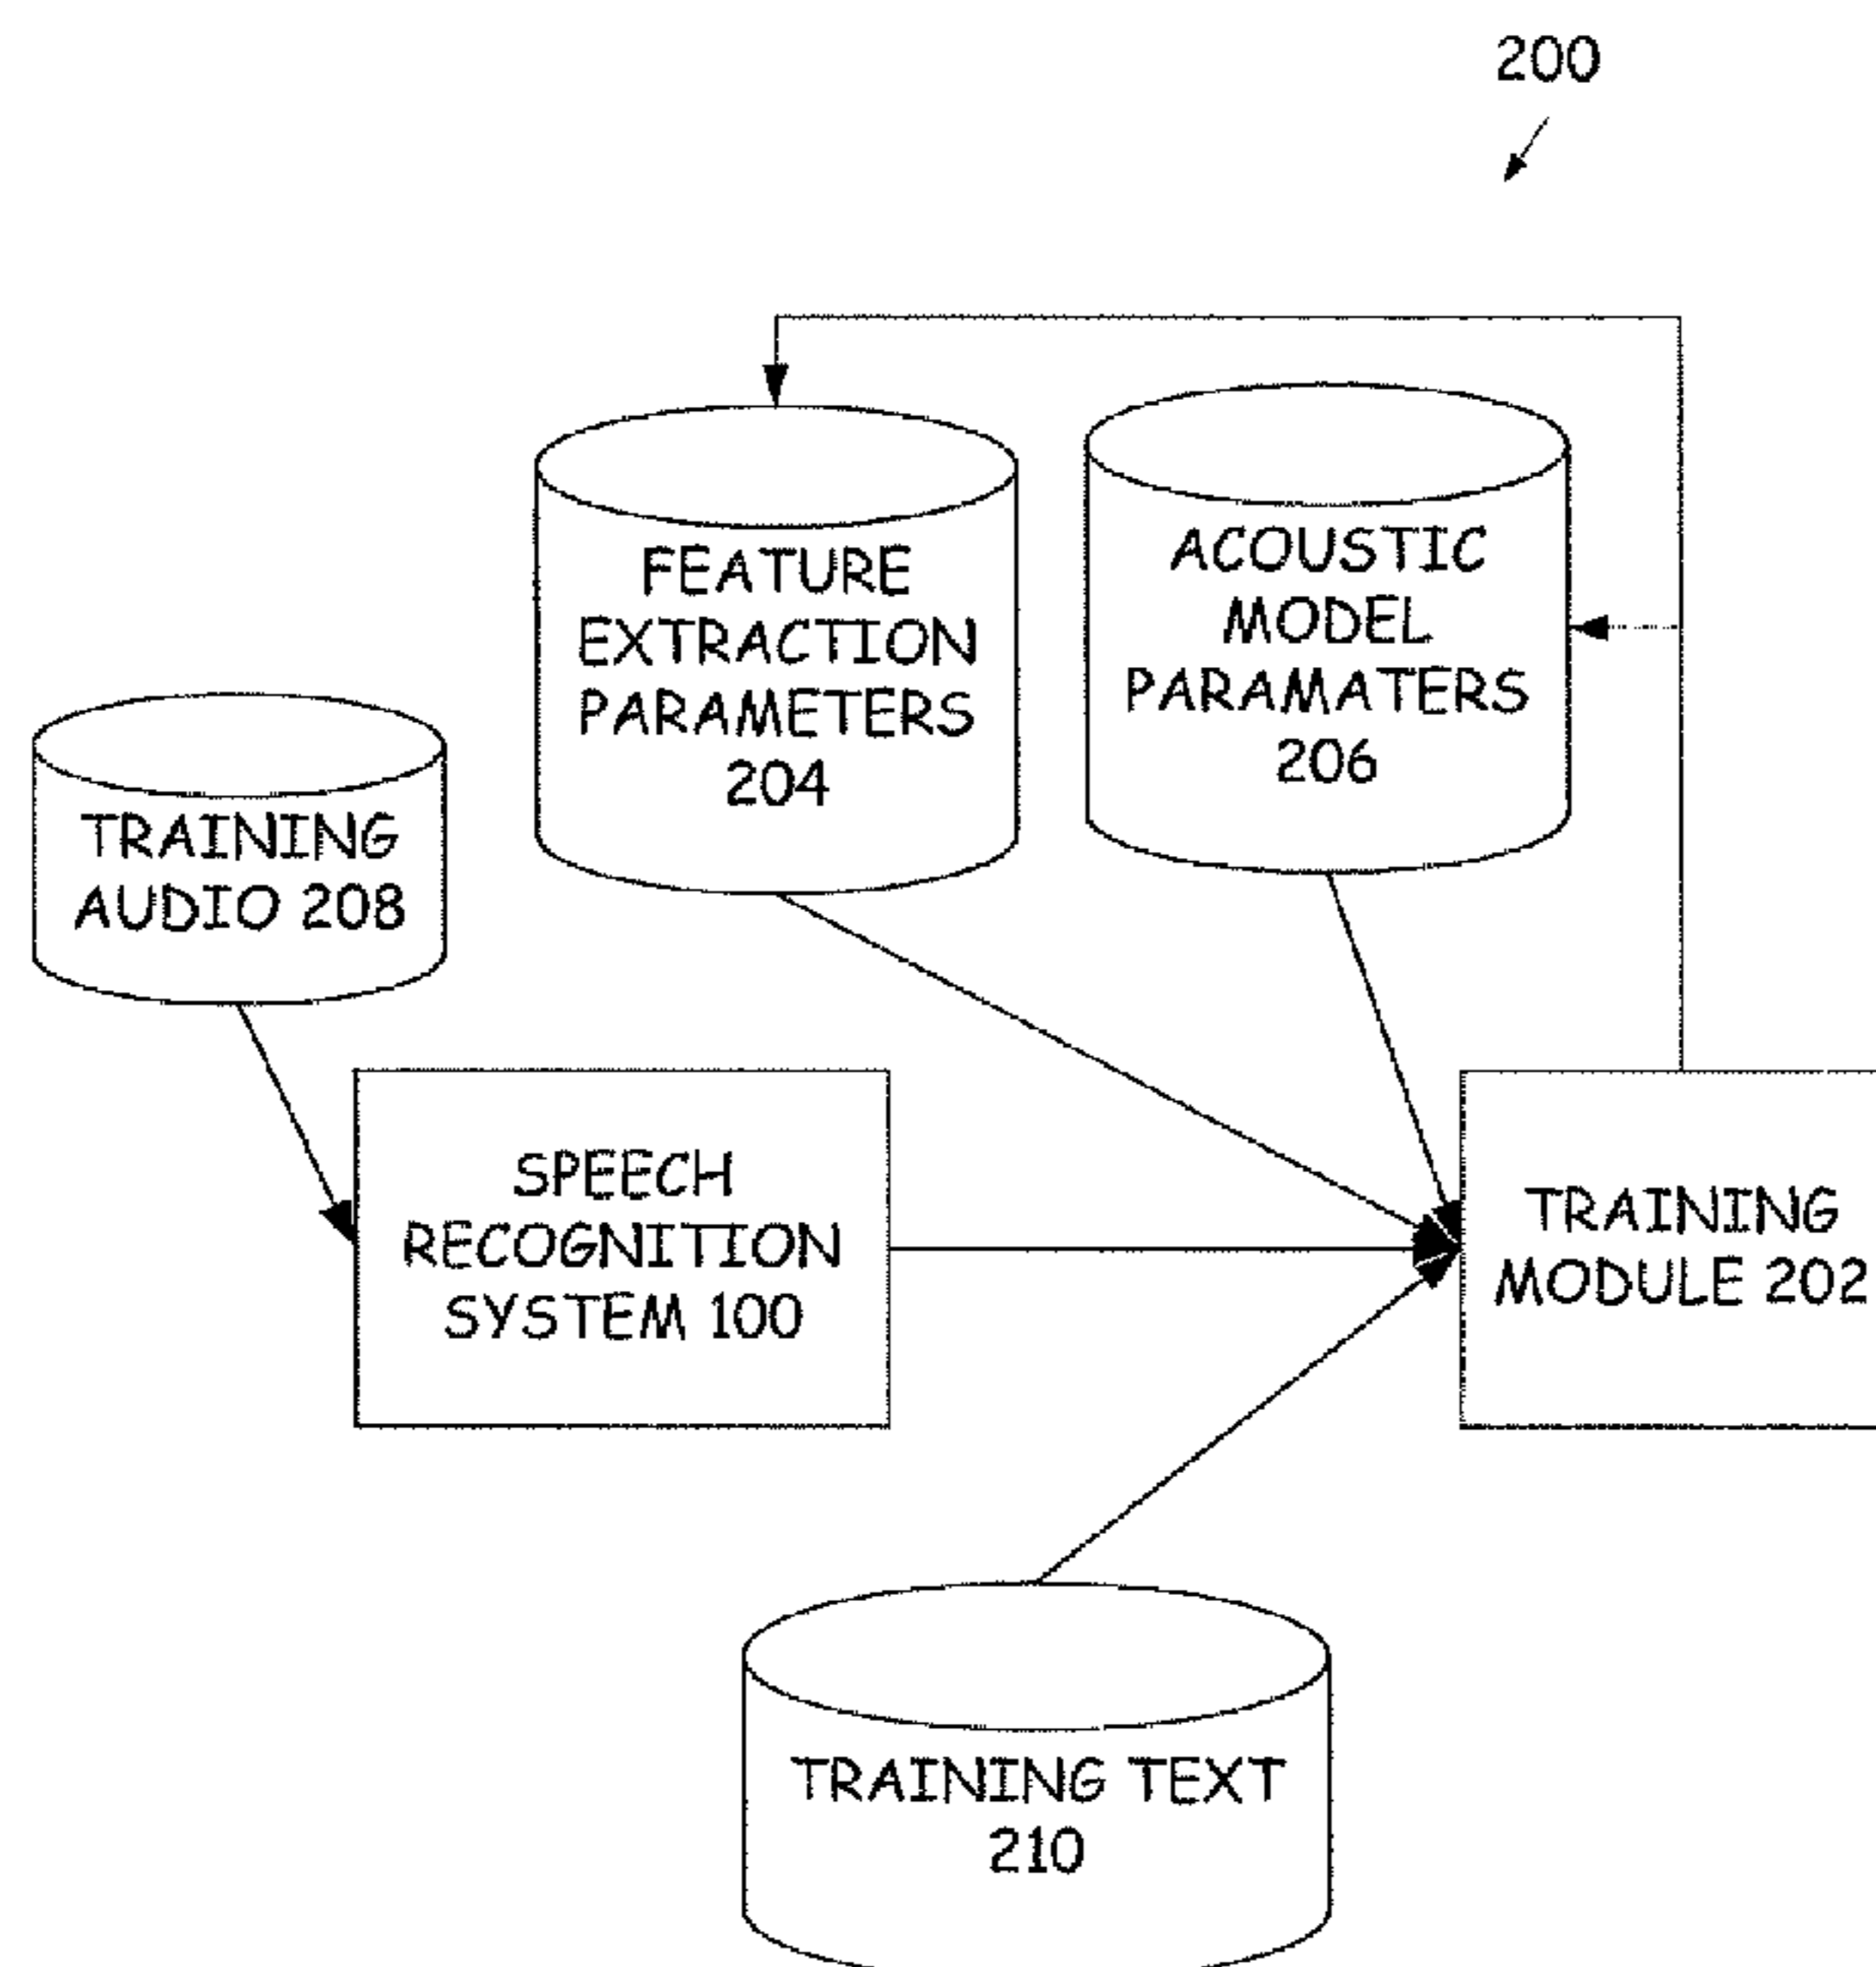 200
FEATURE
EXTRACTION
PARAMETERS
204
ACOUSTIC
MODEL
PARAMATERS
206
TRAINING
AUDIO 208
SPEECH
RECOGNITION
SYSTEM 100
TRAINING
MODULE 202
TRAINING TEXT
210